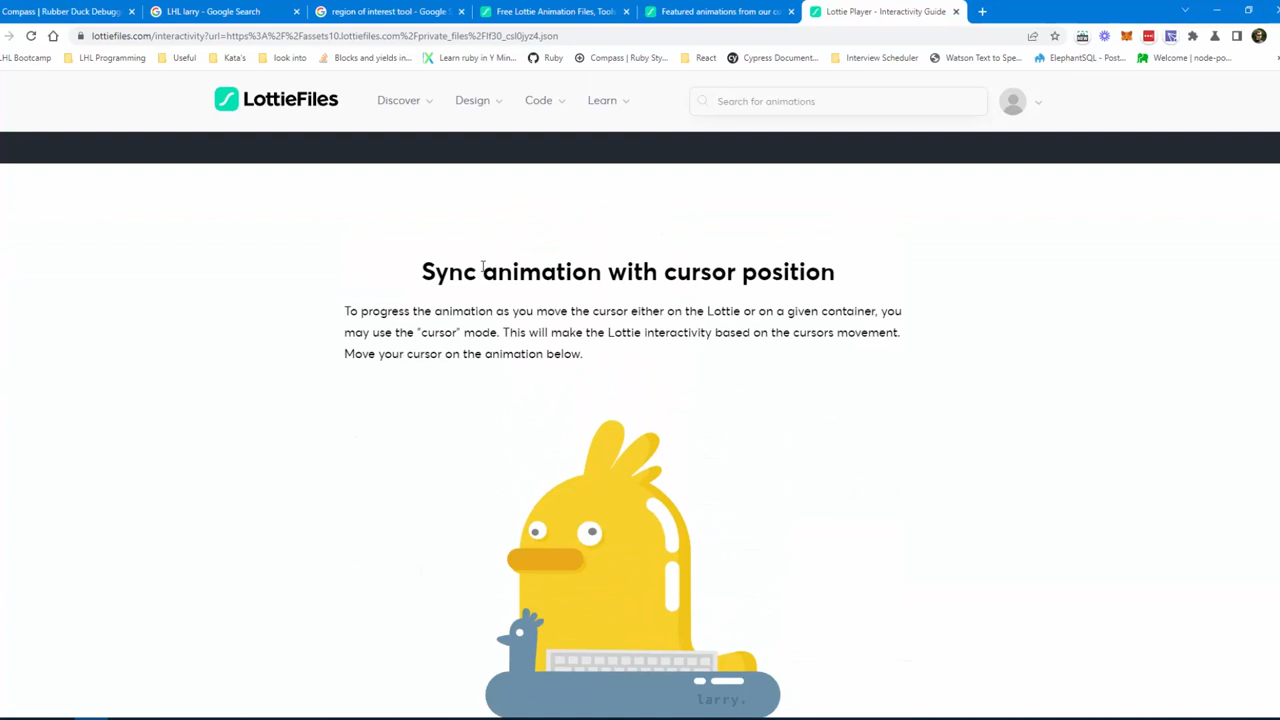 Compass | Rubber Duck Debugg
LHL larry - Google Search
region of interest tool - Google S
Free Lottie Animation Files, Tool
Featured animations from our co
Lottie Player - Interactivity Guide
lottiefiles.com/interactivity?url=https%3A%2F%2Fassets10.lottiefiles.com%2Fprivate_files%2Flf30_csl0jyz4.json
LHL Bootcamp
LHL Programming
Useful
Kata's
look into
Blocks and yields in...
Learn ruby in Y Min...
Ruby
Compass | Ruby Sty...
React
Cypress Document...
Interview Scheduler
Watson Text to Spe...
ElephantSQL - Post...
Welcome | node-po...
LottieFiles
Discover
Design
Code
Learn
Search for animations
Sync animation with cursor position
To progress the animation as you move the cursor either on the Lottie or on a given container, you
may use the "cursor" mode. This will make the Lottie interactivity based on the cursors movement.
Move your cursor on the animation below.
larry.